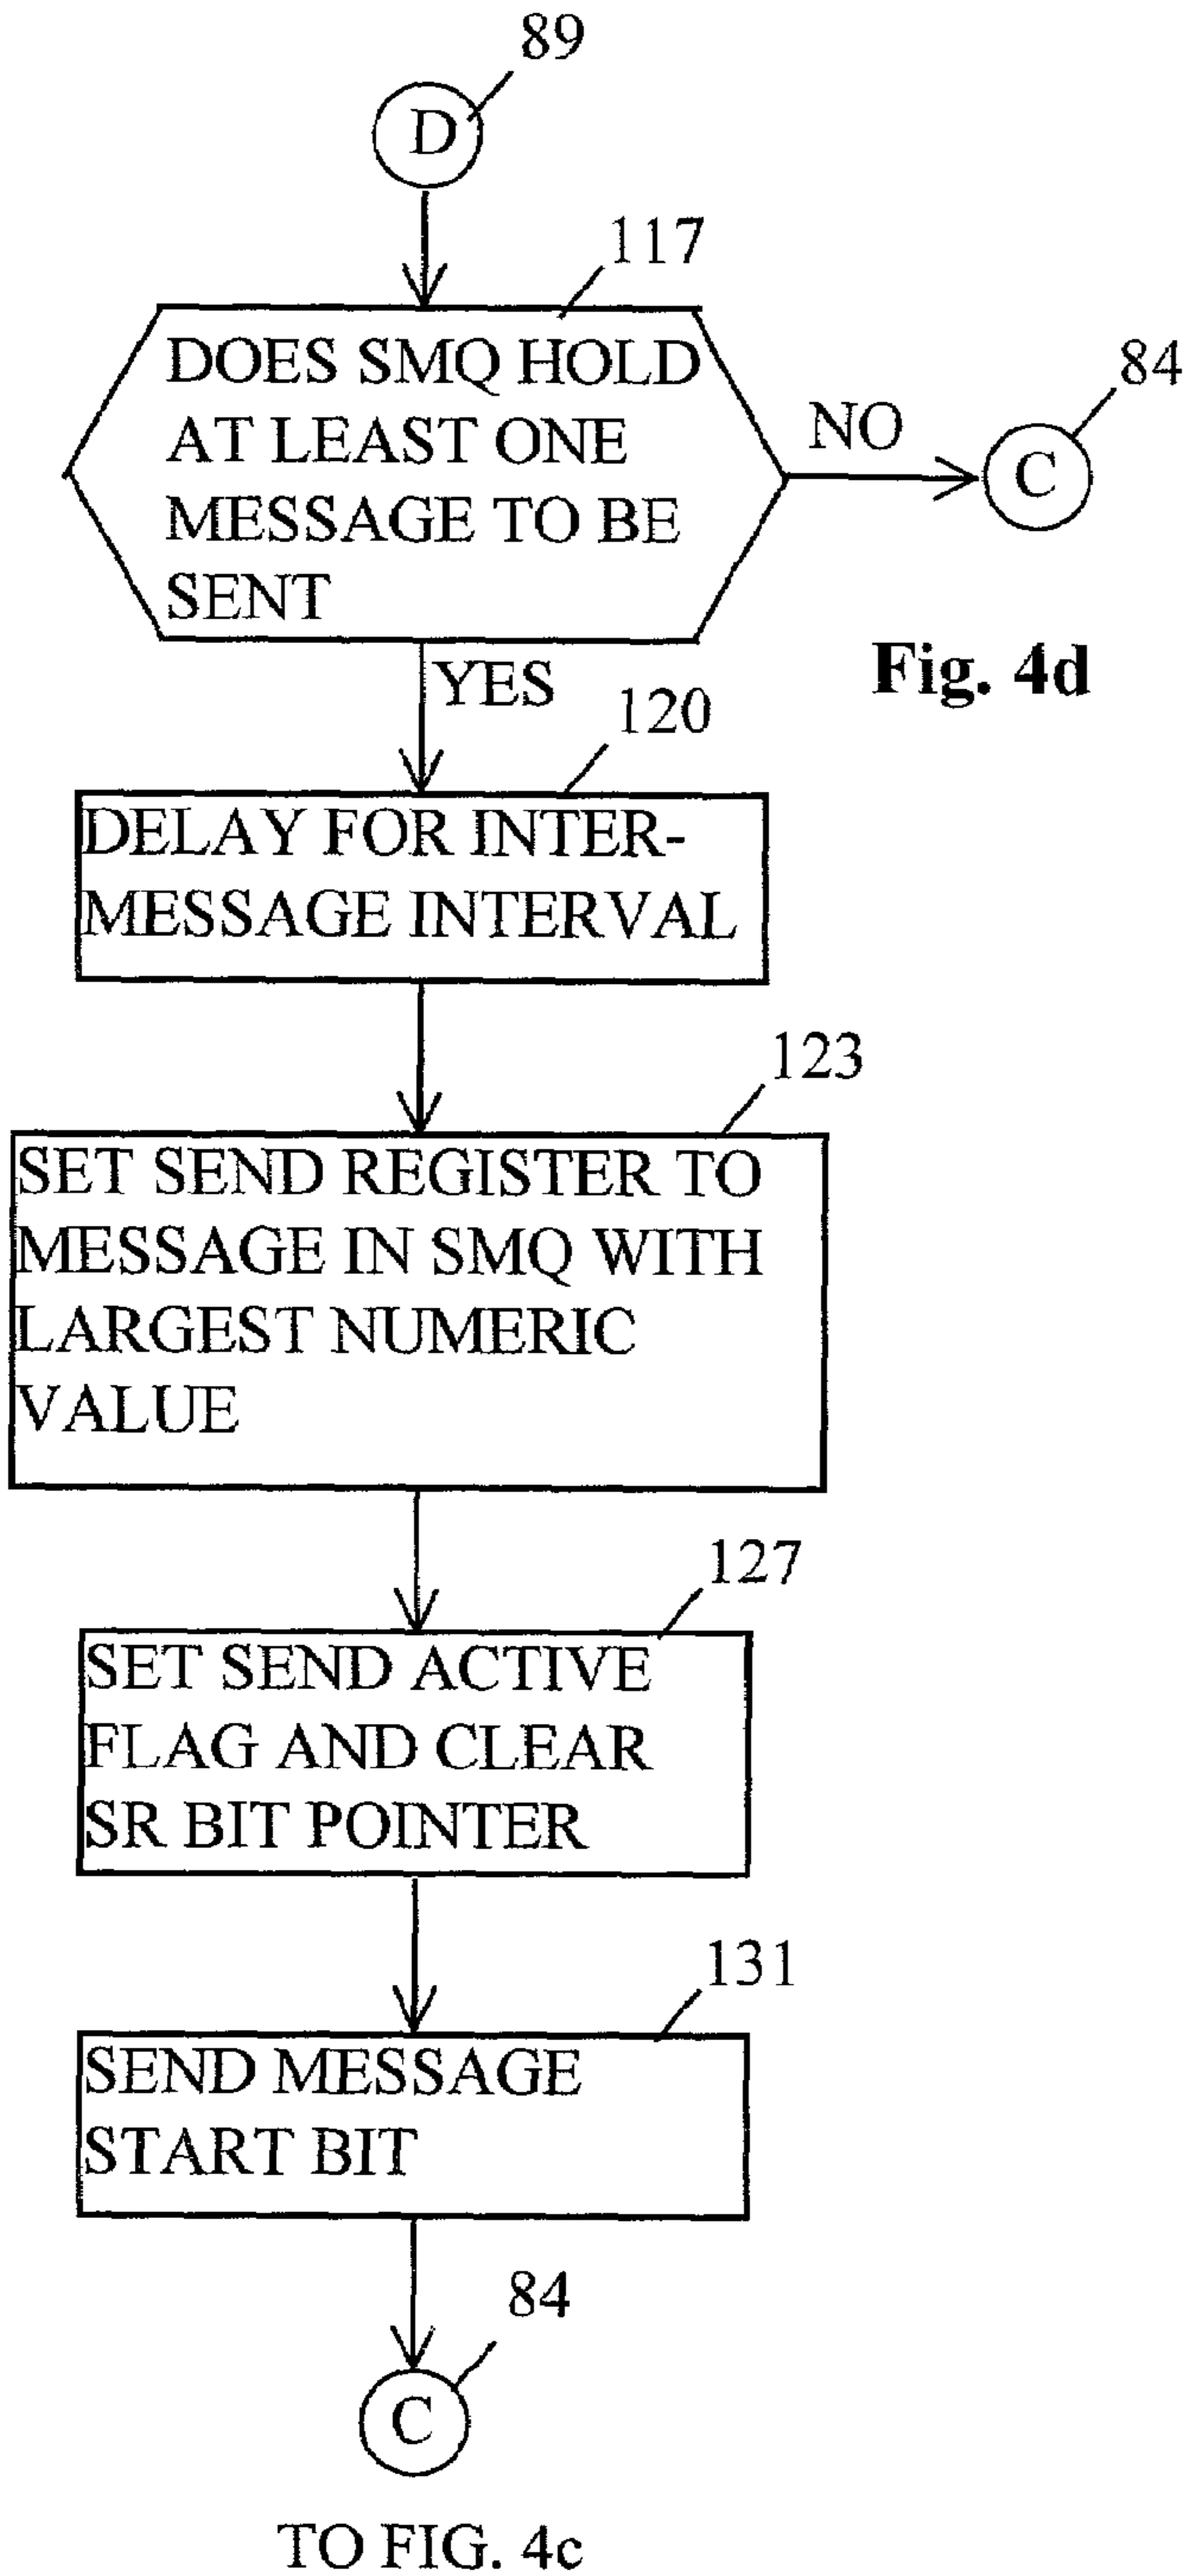 89
D
117
DOES SMQ HOLD
AT LEAST ONE
MESSAGE TO BE
SENT
NO
84
C
Fig. 4d
YES
120
DELAY FOR INTER-
MESSAGE INTERVAL
123
SET SEND REGISTER TO
MESSAGE IN SMQ WITH
LARGEST NUMERIC
VALUE
127
SET SEND ACTIVE
FLAG AND CLEAR
SR BIT POINTER
131
SEND MESSAGE
START BIT
84
C
TO FIG. 4c